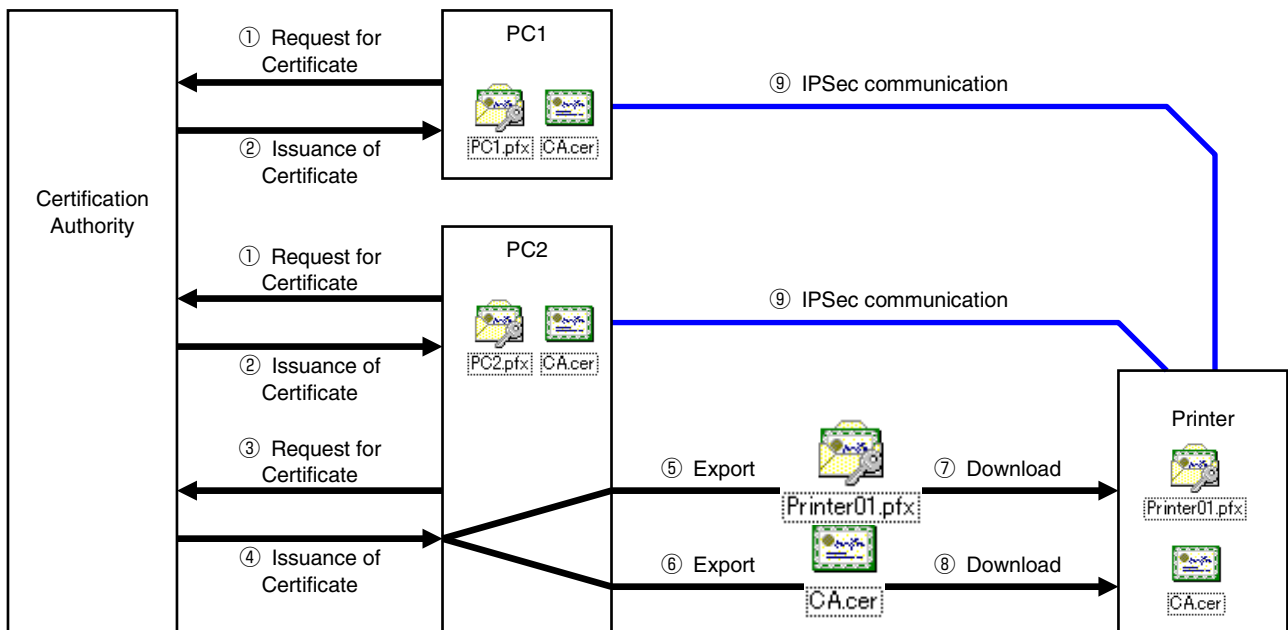 Certification
Authority
① Request for
Certificate
② Issuance of
Certificate
PC1
PC1.pfx
CA.cer
⑨ IPSec communication
① Request for
Certificate
② Issuance of
Certificate
PC2
PC2.pfx
CA.cer
⑨ IPSec communication
③ Request for
Certificate
④ Issuance of
Certificate
⑤ Export
Printer01.pfx
⑦ Download
⑥ Export
CA.cer
⑧ Download
Printer
Printer01.pfx
CA.cer